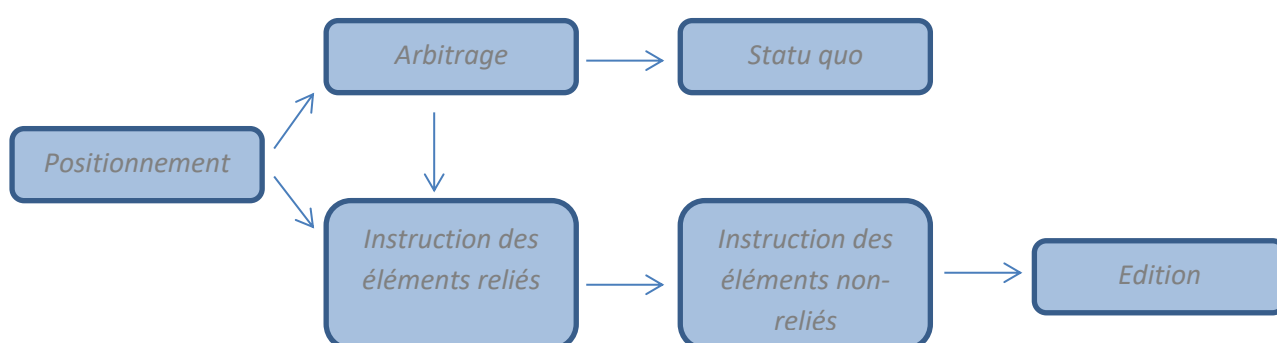 Arbitrage
Statu quo
Positionnement
Instruction des
éléments reliés
Instruction des
éléments non-
reliés
Edition